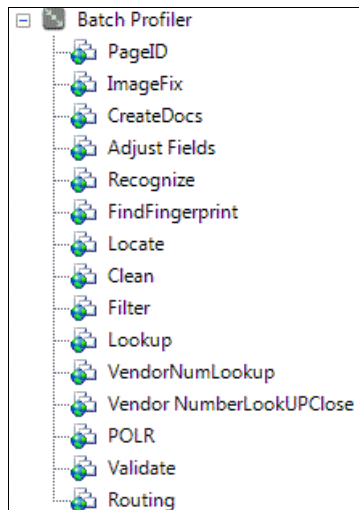 Batch Profiler
PageID
ImageFix
CreateDocs
Adjust Fields
Recognize
FindFingerprint
Locate
Clean
Filter
Lookup
VendorNumLookup
Vendor NumberLookUPClose
POLR
Validate
Routing